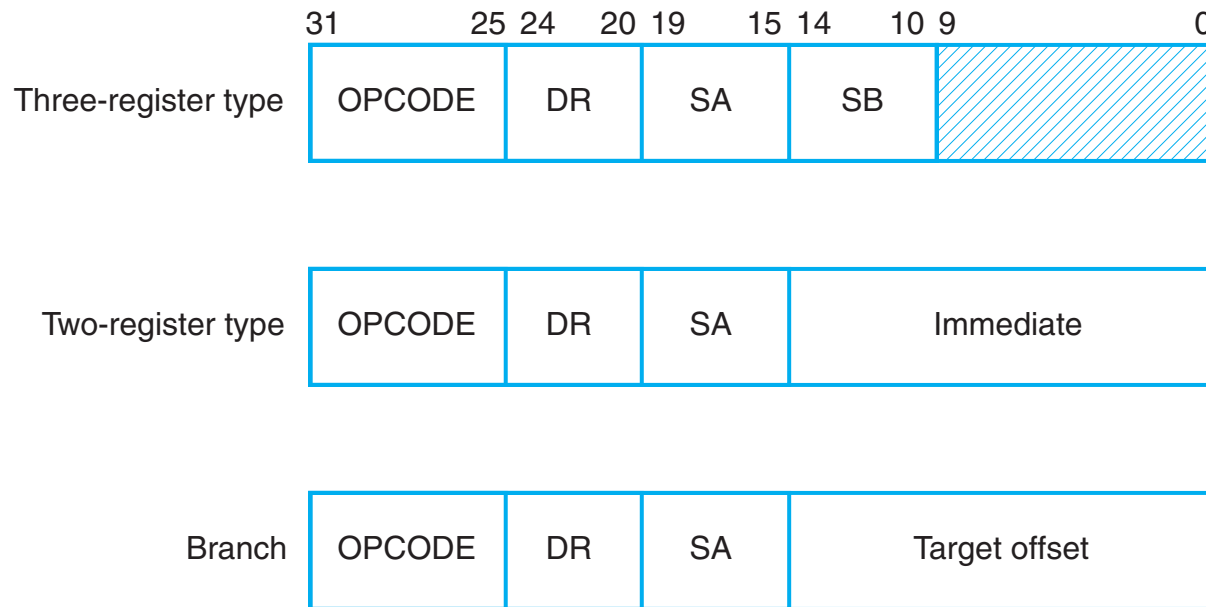 31 25 24 20 19 15 14 10 9 0
Three-register type OPCODE DR SA SB
Two-register type OPCODE DR SA Immediate
Branch OPCODE DR SA Target offset